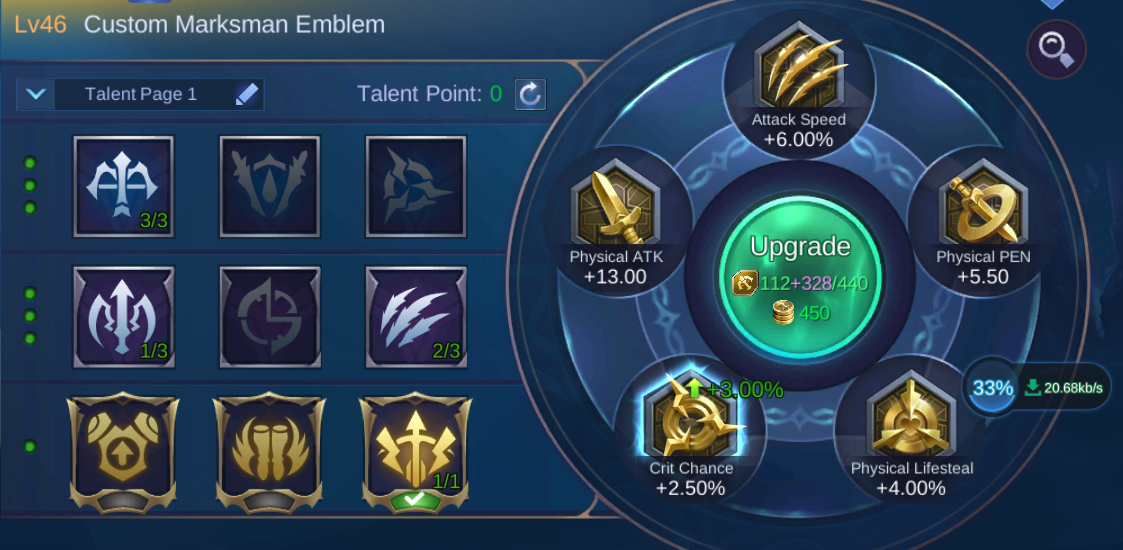 Lv46 Custom Marksman Emblem
Talent Page 1
Talent Point: 0
3/3
1/3
2/3
1/1
Attack Speed
+6.00%
Physical ATK
+13.00
Physical PEN
+5.50
Upgrade
112+328/440
450
+3.00%
Crit Chance
+2.50%
Physical Lifesteal
+4.00%
33%
20.68kb/s